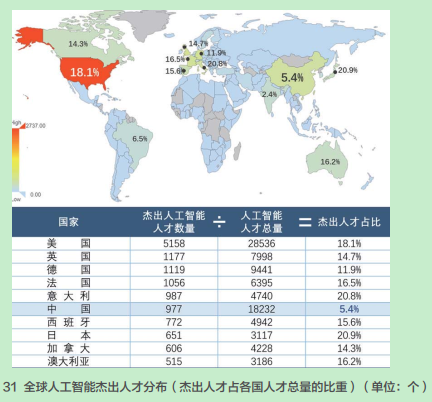 14.3%
14.7%
11.9%
16.5%
20.8%
15.6%
18.1%
5.4%
20.9%
2.4%
6.5%
16.2%
2737.00
0.00
国家 杰出人工智能人才数量 ÷ 人工智能人才总量 = 杰出人才占比
美 国 5158 28536 18.1%
英 国 1177 7998 14.7%
德 国 1119 9441 11.9%
法 国 1056 6395 16.5%
意大利 987 4740 20.8%
中 国 977 18232 5.4%
西班牙 772 4942 15.6%
日 本 651 3117 20.9%
加拿大 606 4228 14.3%
澳大利亚 515 3186 16.2%
31 全球人工智能杰出人才分布（杰出人才占各国人才总量的比重）（单位：个）